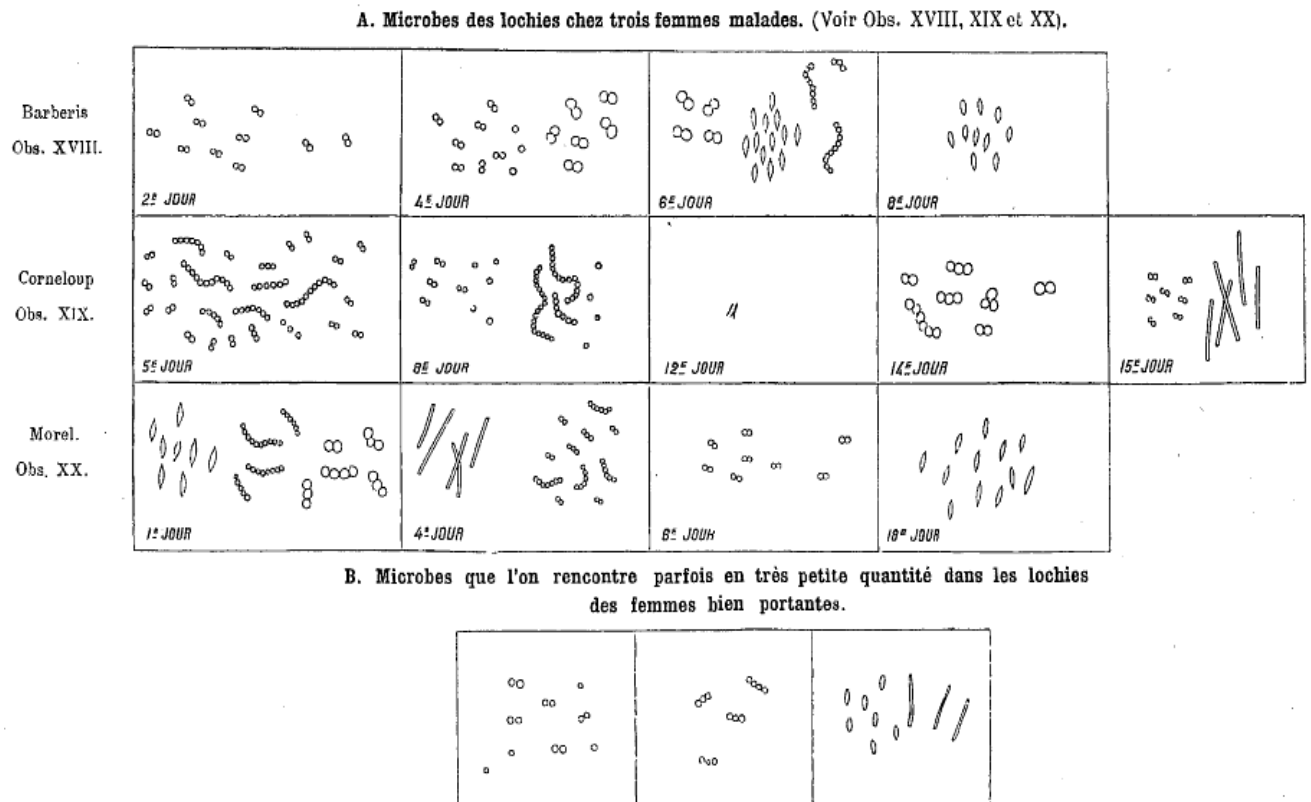 A. Microbes des lochies chez trois femmes malades. (Voir Obs. XVIII, XIX et XX).
Barberis
Obs. XVIII.
2e JOUR
4e JOUR
6e JOUR
8e JOUR
Corneloup
Obs. XIX.
5e JOUR
8e JOUR
12e JOUR
14e JOUR
15e JOUR
Morel.
Obs. XX.
1e JOUR
4e JOUR
6e JOUR
18e JOUR
B. Microbes que l'on rencontre parfois en très petite quantité dans les lochies
des femmes bien portantes.